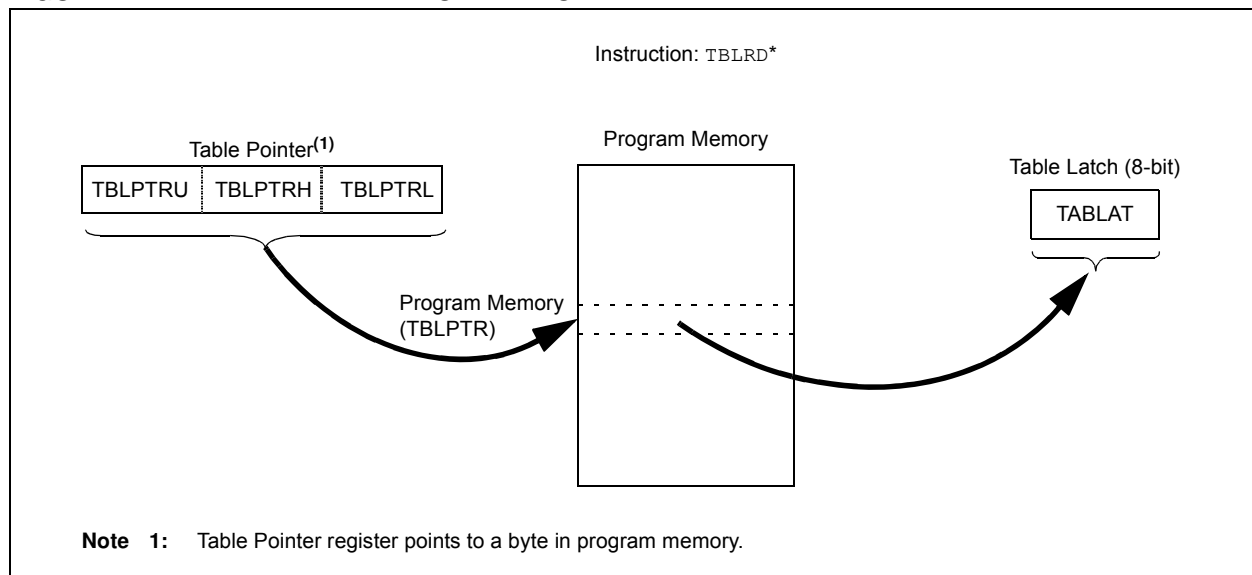 Instruction: TBLRD*
Table Pointer(1)
TBLPTRU TBLPTRH TBLPTRL
Program Memory
Table Latch (8-bit)
TABLAT
Program Memory
(TBLPTR)
Note 1: Table Pointer register points to a byte in program memory.